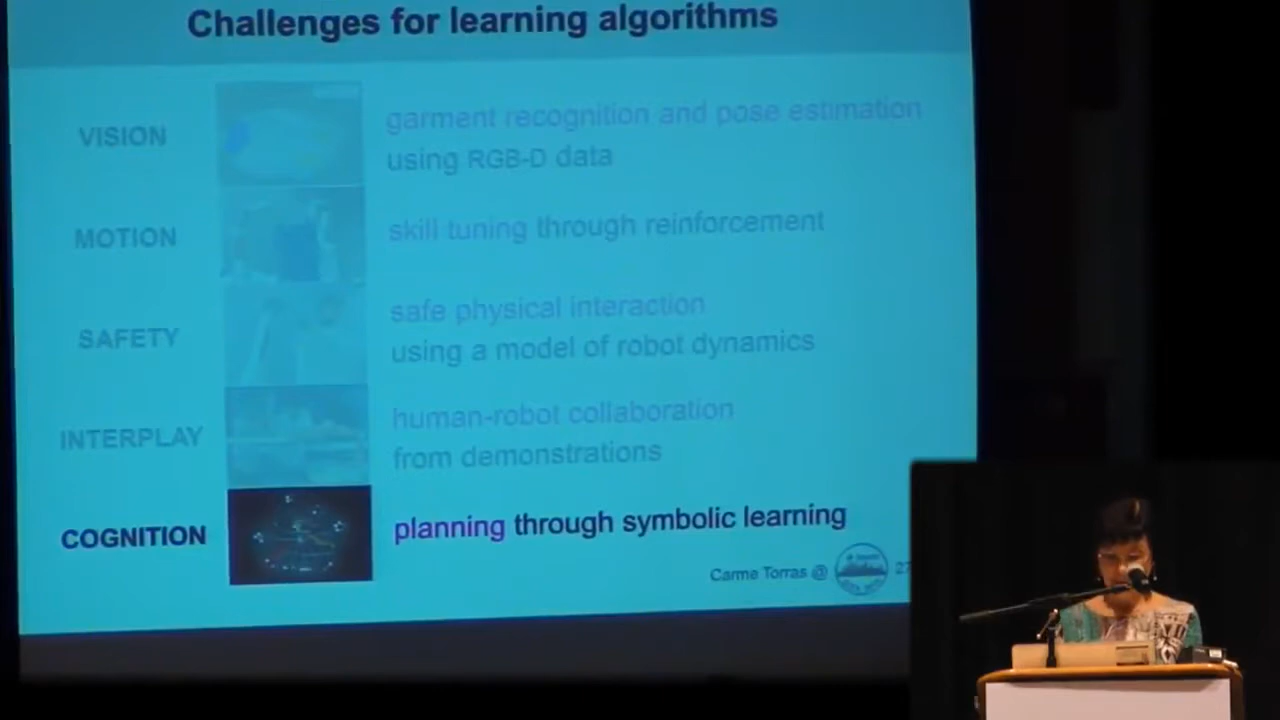 Challenges for learning algorithms
VISION
garment recognition and pose estimation
using RGB-D data
MOTION
skill tuning through reinforcement
SAFETY
safe physical interaction
using a model of robot dynamics
INTERPLAY
human-robot collaboration
from demonstrations
COGNITION
planning through symbolic learning
Carme Torras @
27